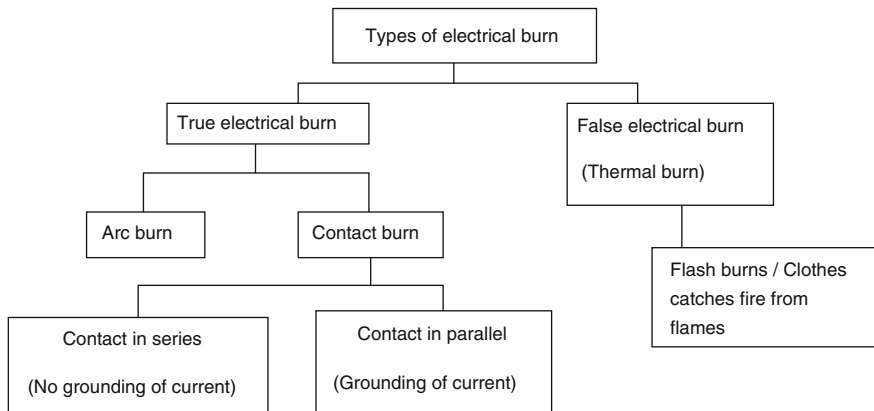 Types of electrical burn
True electrical burn
False electrical burn
(Thermal burn)
Arc burn
Contact burn
Flash burns / Clothes
catches fire from
flames
Contact in series
(No grounding of current)
Contact in parallel
(Grounding of current)